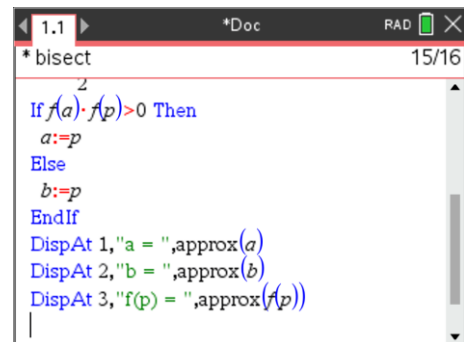 1.1 *Doc RAD
* bisect 15/16
2
If f(a)·f(p)>0 Then
a:=p
Else
b:=p
EndIf
DispAt 1,"a = ",approx(a)
DispAt 2,"b = ",approx(b)
DispAt 3,"f(p) = ",approx(f(p))